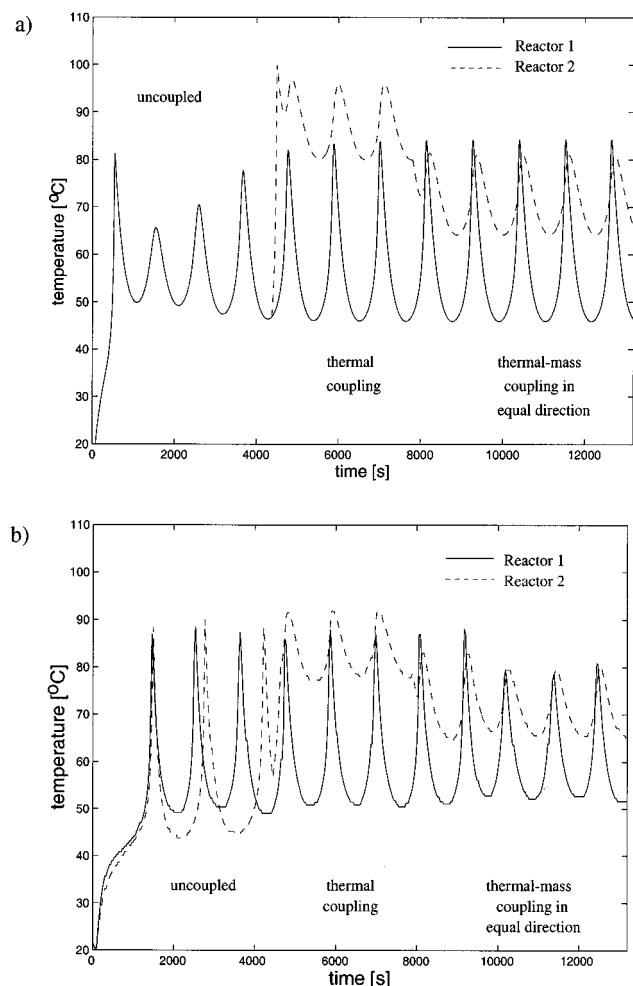 a)
110
100
90
80
70
60
50
40
30
20
temperature [°C]
Reactor 1
Reactor 2
uncoupled
thermal
coupling
thermal-mass
coupling in
equal direction
0
2000
4000
6000
8000
10000
12000
time [s]
b)
110
100
90
80
70
60
50
40
30
20
temperature [°C]
Reactor 1
Reactor 2
uncoupled
thermal
coupling
thermal-mass
coupling in
equal direction
0
2000
4000
6000
8000
10000
12000
time [s]